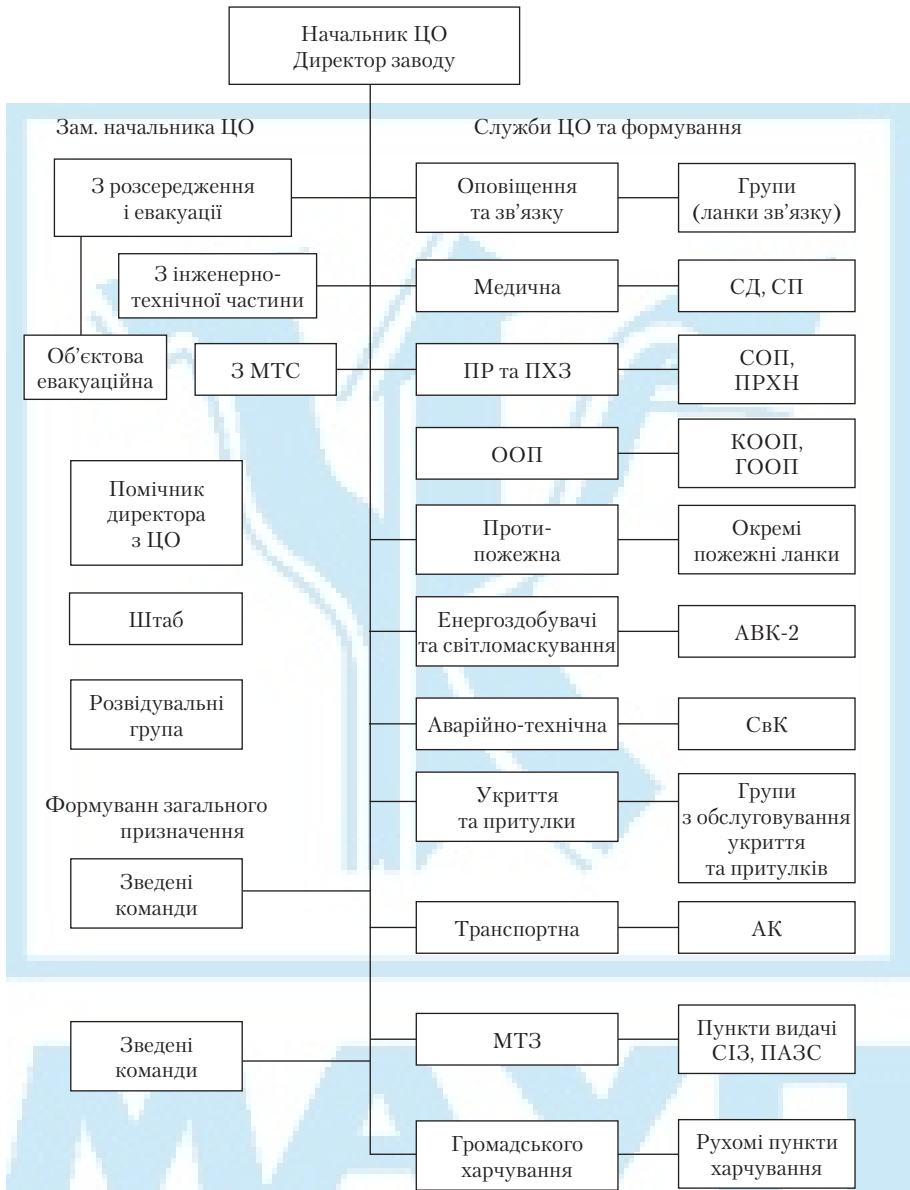 Начальник ЦО
Директор заводу
Зам. начальника ЦО
Служби ЦО та формування
З розсередження
і евакуації
Оповіщення
та зв’язку
Групи
(ланки зв’язку)
З інженерно-
технічної частини
Медична
СД, СП
Об’єктова
евакуаційна
З МТС
ПР та ПХЗ
СОП,
ПРХН
ООП
КООП,
ГООП
Помічник
директора
з ЦО
Проти-
пожежна
Окремі
пожежні ланки
Штаб
Енергоздобувачі
та світломаскування
АВК-2
Розвідувальні
група
Аварійно-технічна
СвК
Формуванн загального
призначення
Укриття
та притулки
Групи
з обслуговування
укриття
та притулків
Зведені
команди
Транспортна
АК
Зведені
команди
МТЗ
Пункти видачі
СІЗ, ПАЗС
Громадського
харчування
Рухомі пункти
харчування
МАУП